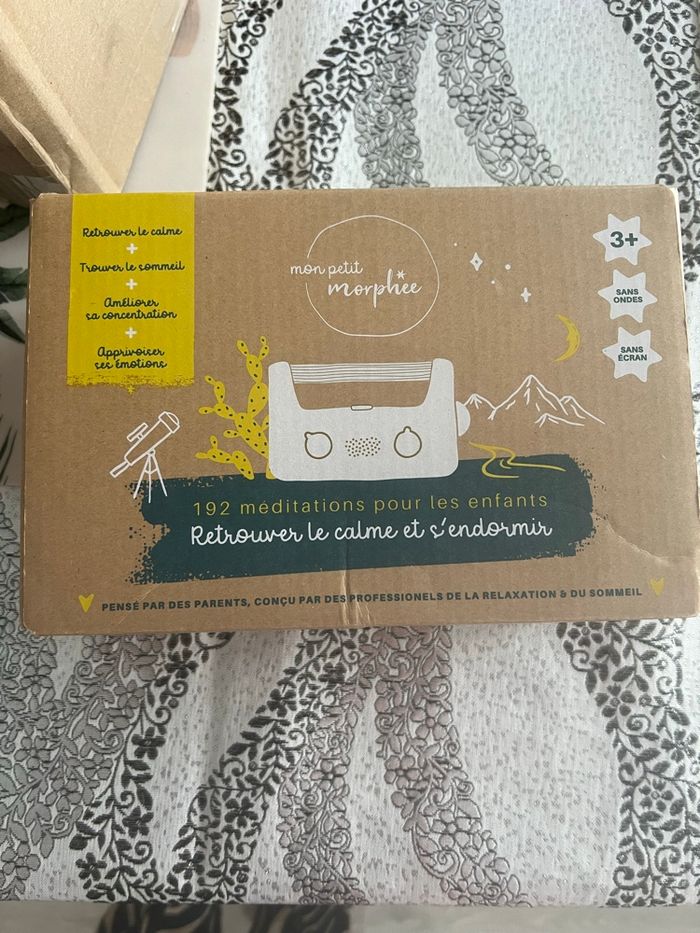 Retrouver le calme
+
Trouver le sommeil
+
Améliorer
sa concentration
+
Apprivoiser
ses émotions
mon petit
morphée
3+
SANS
ONDES
SANS
ÉCRAN
192 méditations pour les enfants
Retrouver le calme et s'endormir
PENSÉ PAR DES PARENTS, CONÇU PAR DES PROFESSIONELS DE LA RELAXATION & DU SOMMEIL